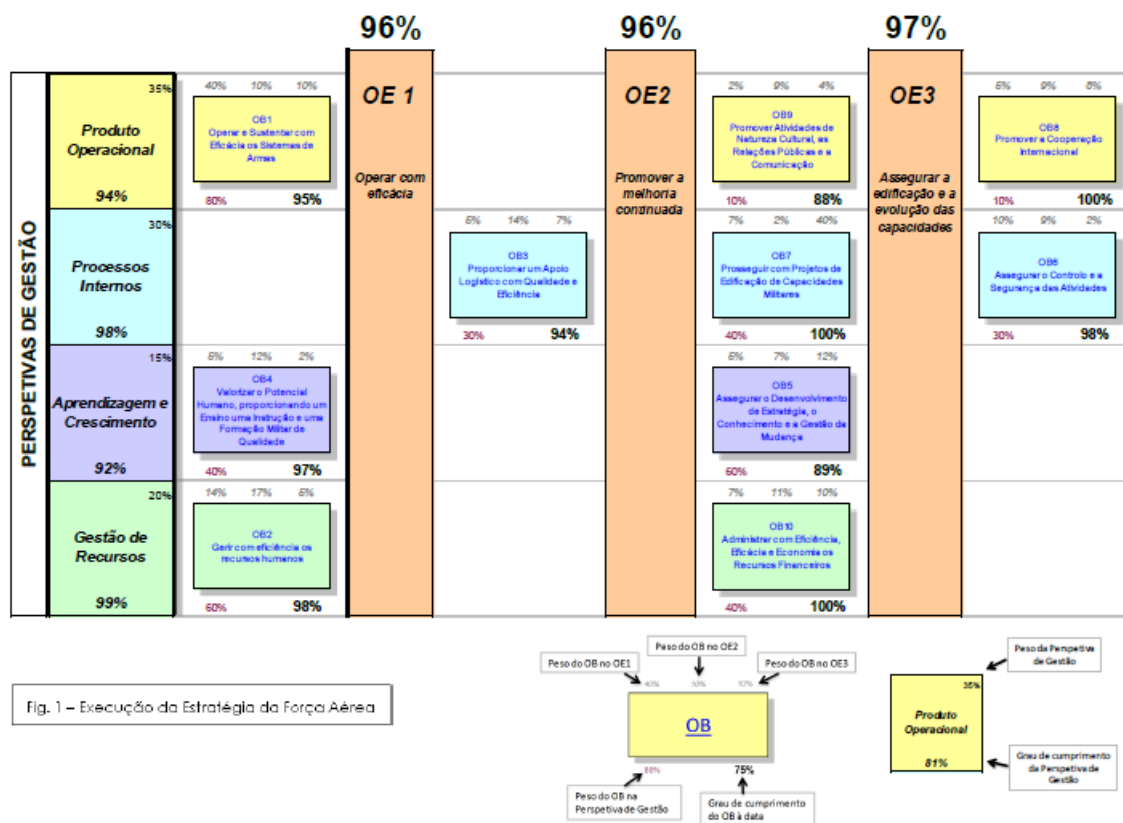 96%
96%
97%
PERSPETIVAS DE GESTÃO
35%
Produto
Operacional
94%
40% 10% 10%
OB1
Operar e Sustentar com
Eficácia os Sistemas de
Armas
80% 95%
OE 1
Operar com
eficácia
OE2
Promover a
melhoria
continuada
2% 9% 4%
OB9
Promover Atividades de
Natureza Cultural, as
Relações Públicas e a
Comunicação
10% 88%
OE3
Assegurar a
edificação e a
evolução das
capacidades
6% 9% 6%
OB8
Promover a Cooperação
Internacional
10% 100%
30%
Processos
Internos
98%
6% 14% 7%
OB3
Proporcionar um Apoio
Logístico com Qualidade e
Eficiência
30% 94%
7% 2% 40%
OB7
Prosseguir com Projetos de
Edificação de Capacidades
Militares
40% 100%
10% 9% 2%
OB6
Assegurar o Controlo e a
Segurança das Atividades
30% 98%
15%
Aprendizagem e
Crescimento
92%
12% 2%
OB4
Valorizar o Potencial
Humano, proporcionando um
Ensino uma Instrução e uma
Formação Militar de
Qualidade
40% 97%
7% 12%
OB5
Assegurar o Desenvolvimento
de Estratégia, o
Conhecimento e a Gestão da
Mudança
60% 89%
20%
Gestão de
Recursos
99%
14% 17%
OB2
Gerir com eficiência os
recursos humanos
60% 98%
7% 11% 10%
OB10
Administrar com Eficiência,
Eficácia e Economia os
Recursos Financeiros
40% 100%
Fig. 1 – Execução da Estratégia da Força Aérea
Peso do OB no OE1
Peso do OB no OE2
Peso do OB no OE3
40% 10%
OB
80% 75%
Peso do OB na
Perspetiva de Gestão
Grau de cumprimento
do OB à data
Peso da Perspetiva
de Gestão
35%
Produto
Operacional
81%
Grau de cumprimento
da Perspetiva de
Gestão